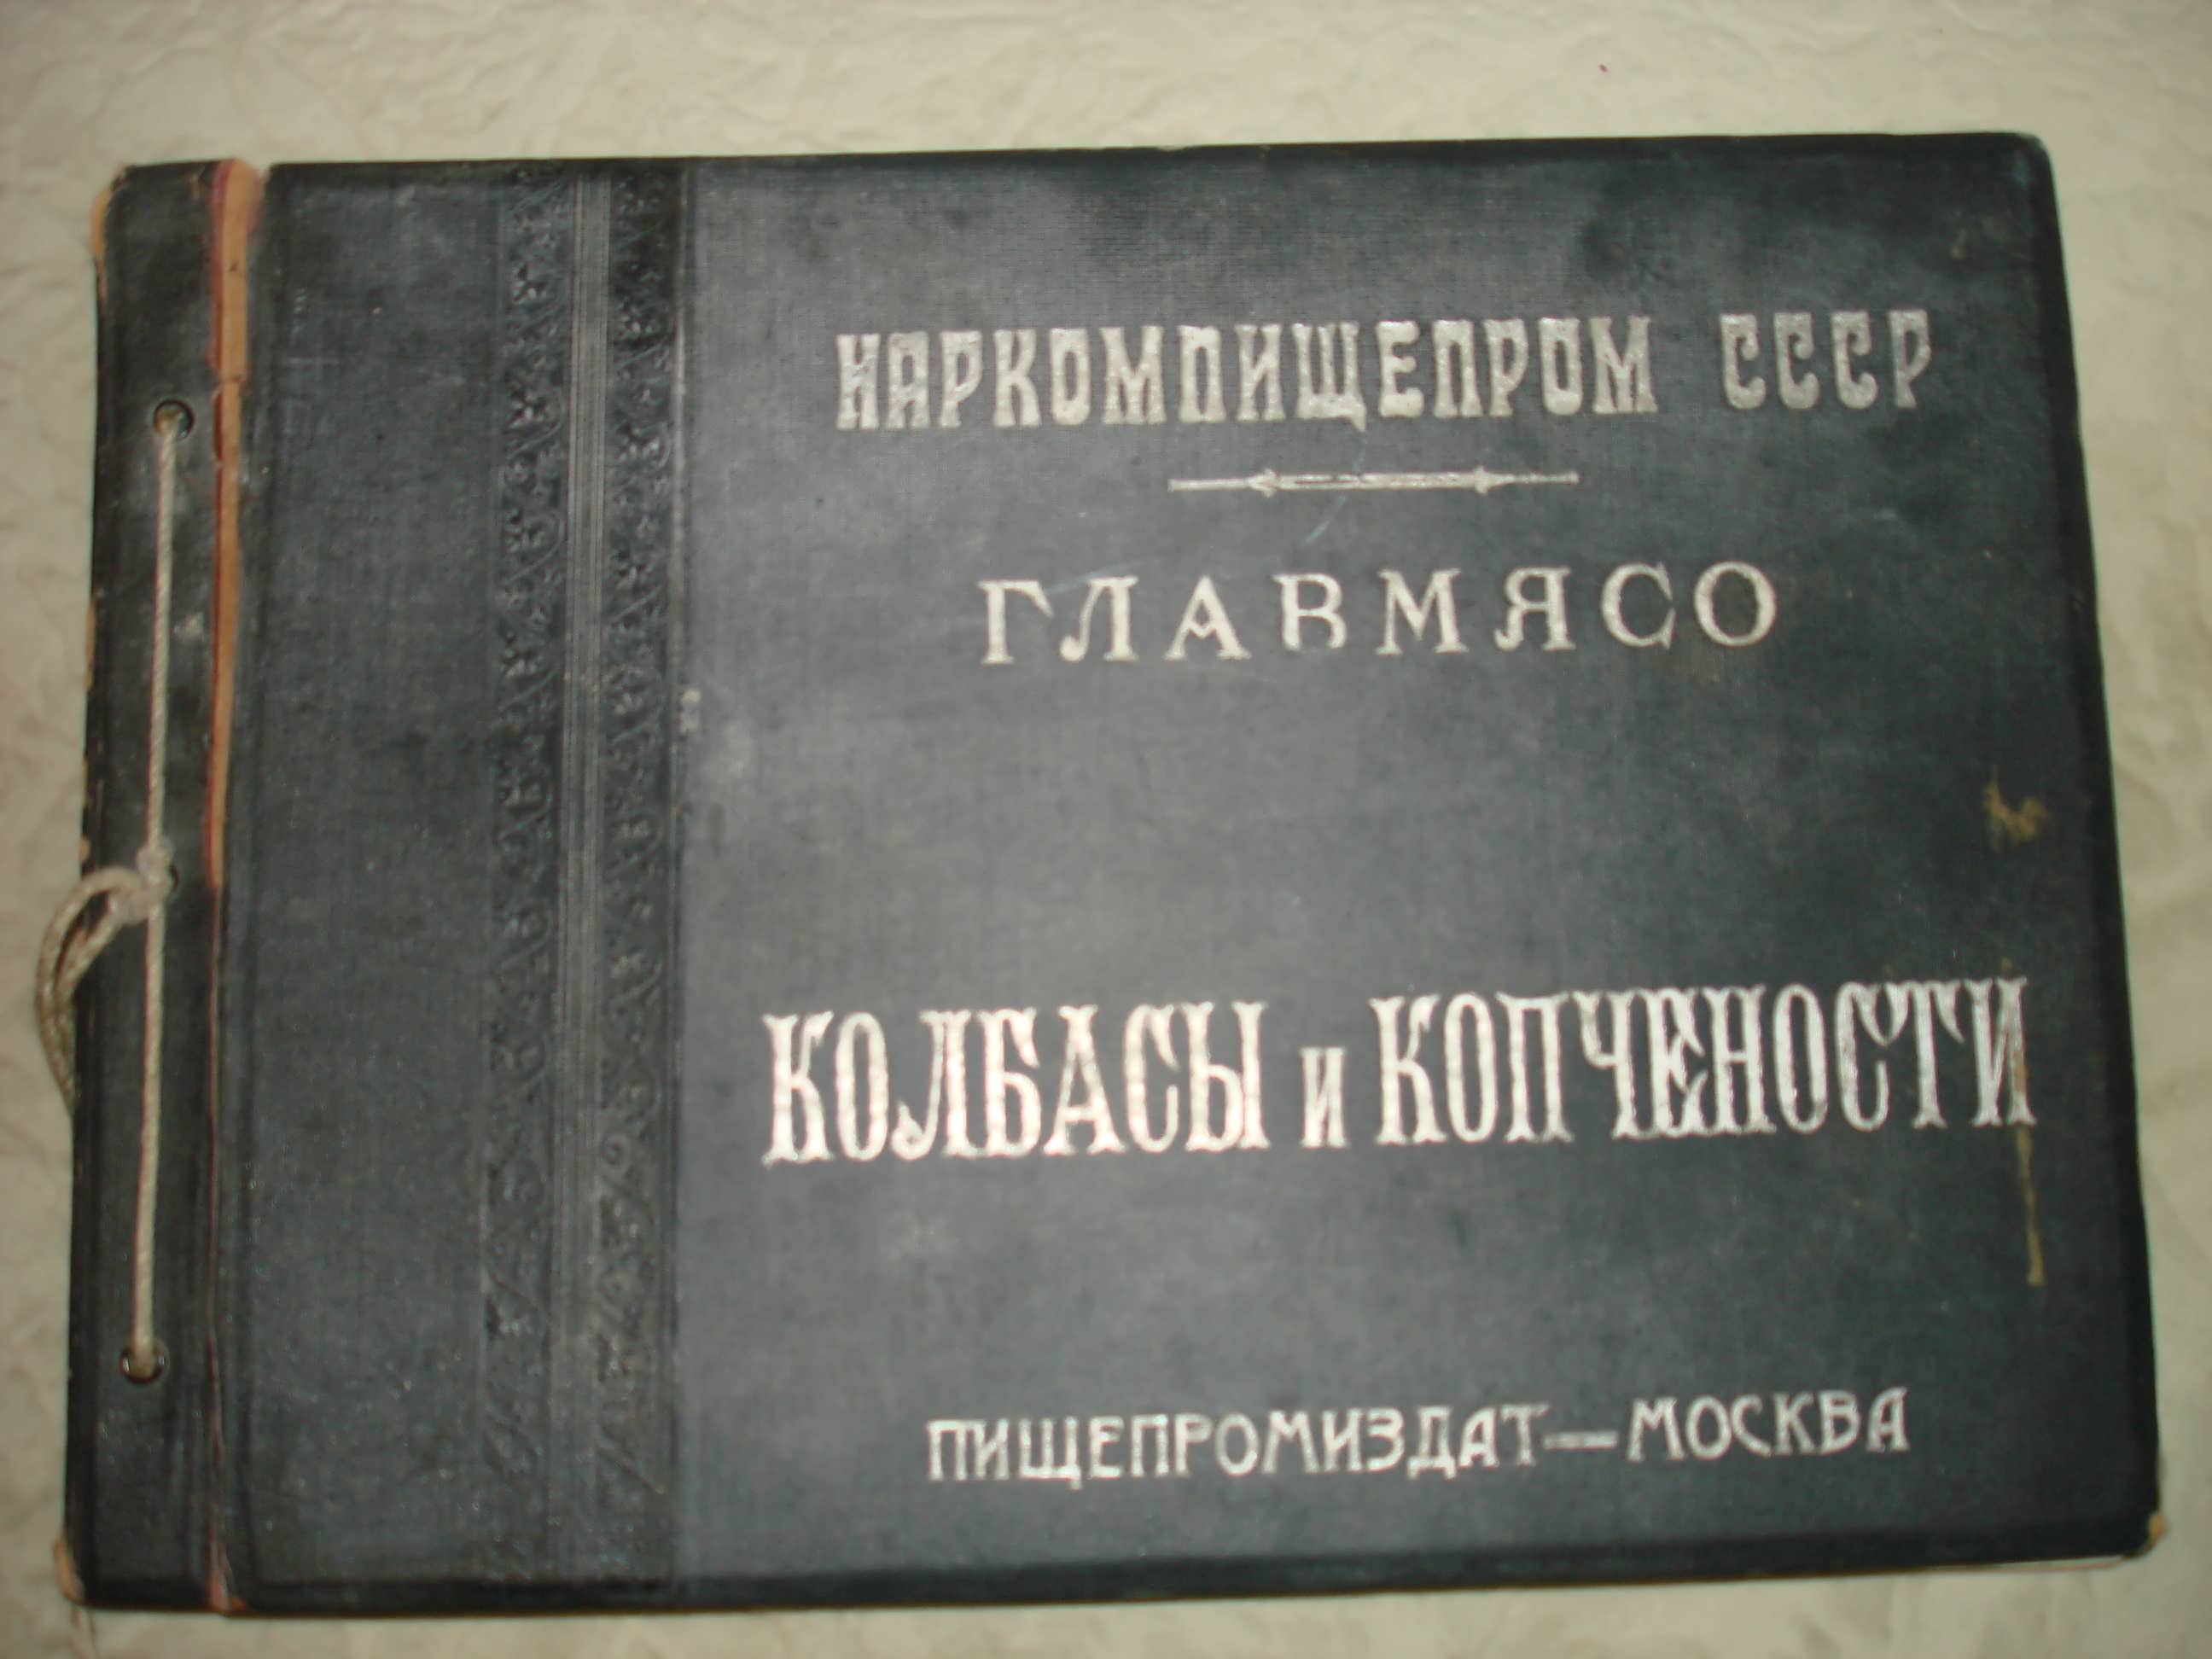 НАРКОМПИЩЕПРОМ СССР
ГЛАВМЯСО
КОЛБАСЫ и КОПЧЕНОСТИ
ПИЩЕПРОМИЗДАТ—МОСКВА